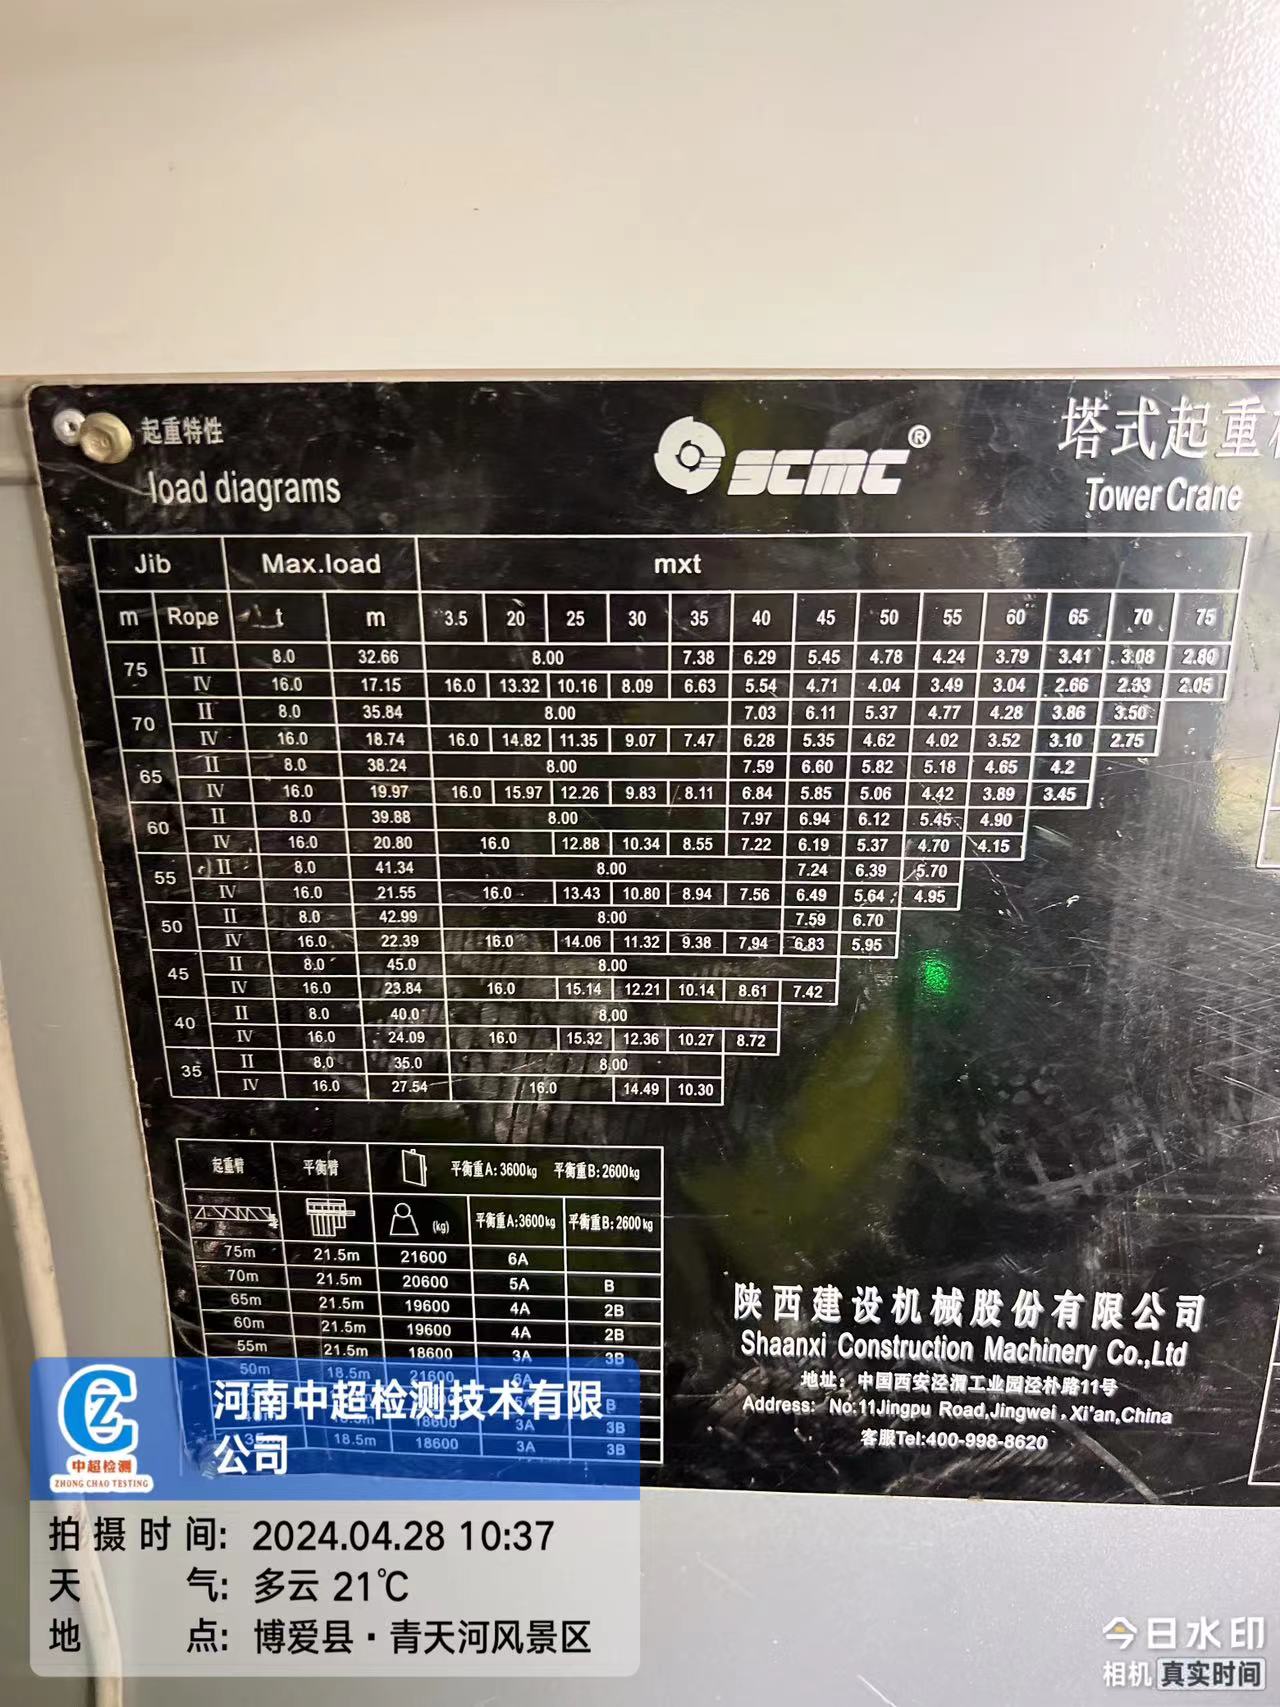 起重特性
load diagrams
SCMC®
塔式起重
Tower Crane
Jib Max.load mxt
m Rope t m 3.5 20 25 30 35 40 45 50 55 60 65 70 75
75 II 8.0 32.66 8.00 7.38 6.29 5.45 4.78 4.24 3.79 3.41 3.08 2.80
IV 16.0 17.15 16.0 13.32 10.16 8.09 6.63 5.54 4.71 4.04 3.49 3.04 2.66 2.33 2.05
70 II 8.0 35.84 8.00 7.03 6.11 5.37 4.77 4.28 3.86 3.50
IV 16.0 18.74 16.0 14.82 11.35 9.07 7.47 6.28 5.35 4.62 4.02 3.52 3.10 2.75
65 II 8.0 38.24 8.00 7.59 6.60 5.82 5.18 4.65 4.2
IV 16.0 19.97 16.0 15.97 12.26 9.83 8.11 6.84 5.85 5.06 4.42 3.89 3.45
60 II 8.0 39.88 8.00 7.97 6.94 6.12 5.45 4.90
IV 16.0 20.80 16.0 12.88 10.34 8.55 7.22 6.19 5.37 4.70 4.15
55 II 8.0 41.34 8.00 7.24 6.39 5.70
IV 16.0 21.55 16.0 13.43 10.80 8.94 7.56 6.49 5.64 4.95
50 II 8.0 42.99 8.00 7.59 6.70
IV 16.0 22.39 16.0 14.06 11.32 9.38 7.94 6.83 5.95
45 II 8.0 45.0 8.00
IV 16.0 23.84 16.0 15.14 12.21 10.14 8.61 7.42
40 II 8.0 40.0 8.00
IV 16.0 24.09 16.0 15.32 12.36 10.27 8.72
35 II 8.0 35.0 8.00
IV 16.0 27.54 16.0 14.49 10.30
起重臂 平衡臂 平衡重A:3600kg 平衡重B:2600kg
(kg) 平衡重A:3600kg 平衡重B:2600kg
75m 21.5m 21600 6A
70m 21.5m 20600 5A B
65m 21.5m 19600 4A 2B
60m 21.5m 19600 4A 2B
55m 21.5m 18600 3A 3B
50m 18.5m 21600 6A
B
18600 3A 3B
35m 18.5m 18600 3A 3B
陕西建设机械股份有限公司
Shaanxi Construction Machinery Co.,Ltd
地址：中国西安泾渭工业园泾朴路11号
Address: No:11Jingpu Road,Jingwei,Xi'an,China
客服Tel:400-998-8620
中超检测
ZHONG CHAO TESTING
河南中超检测技术有限
公司
拍摄时间: 2024.04.28 10:37
天气: 多云 21℃
地点: 博爱县·青天河风景区
今日水印
相机 真实时间